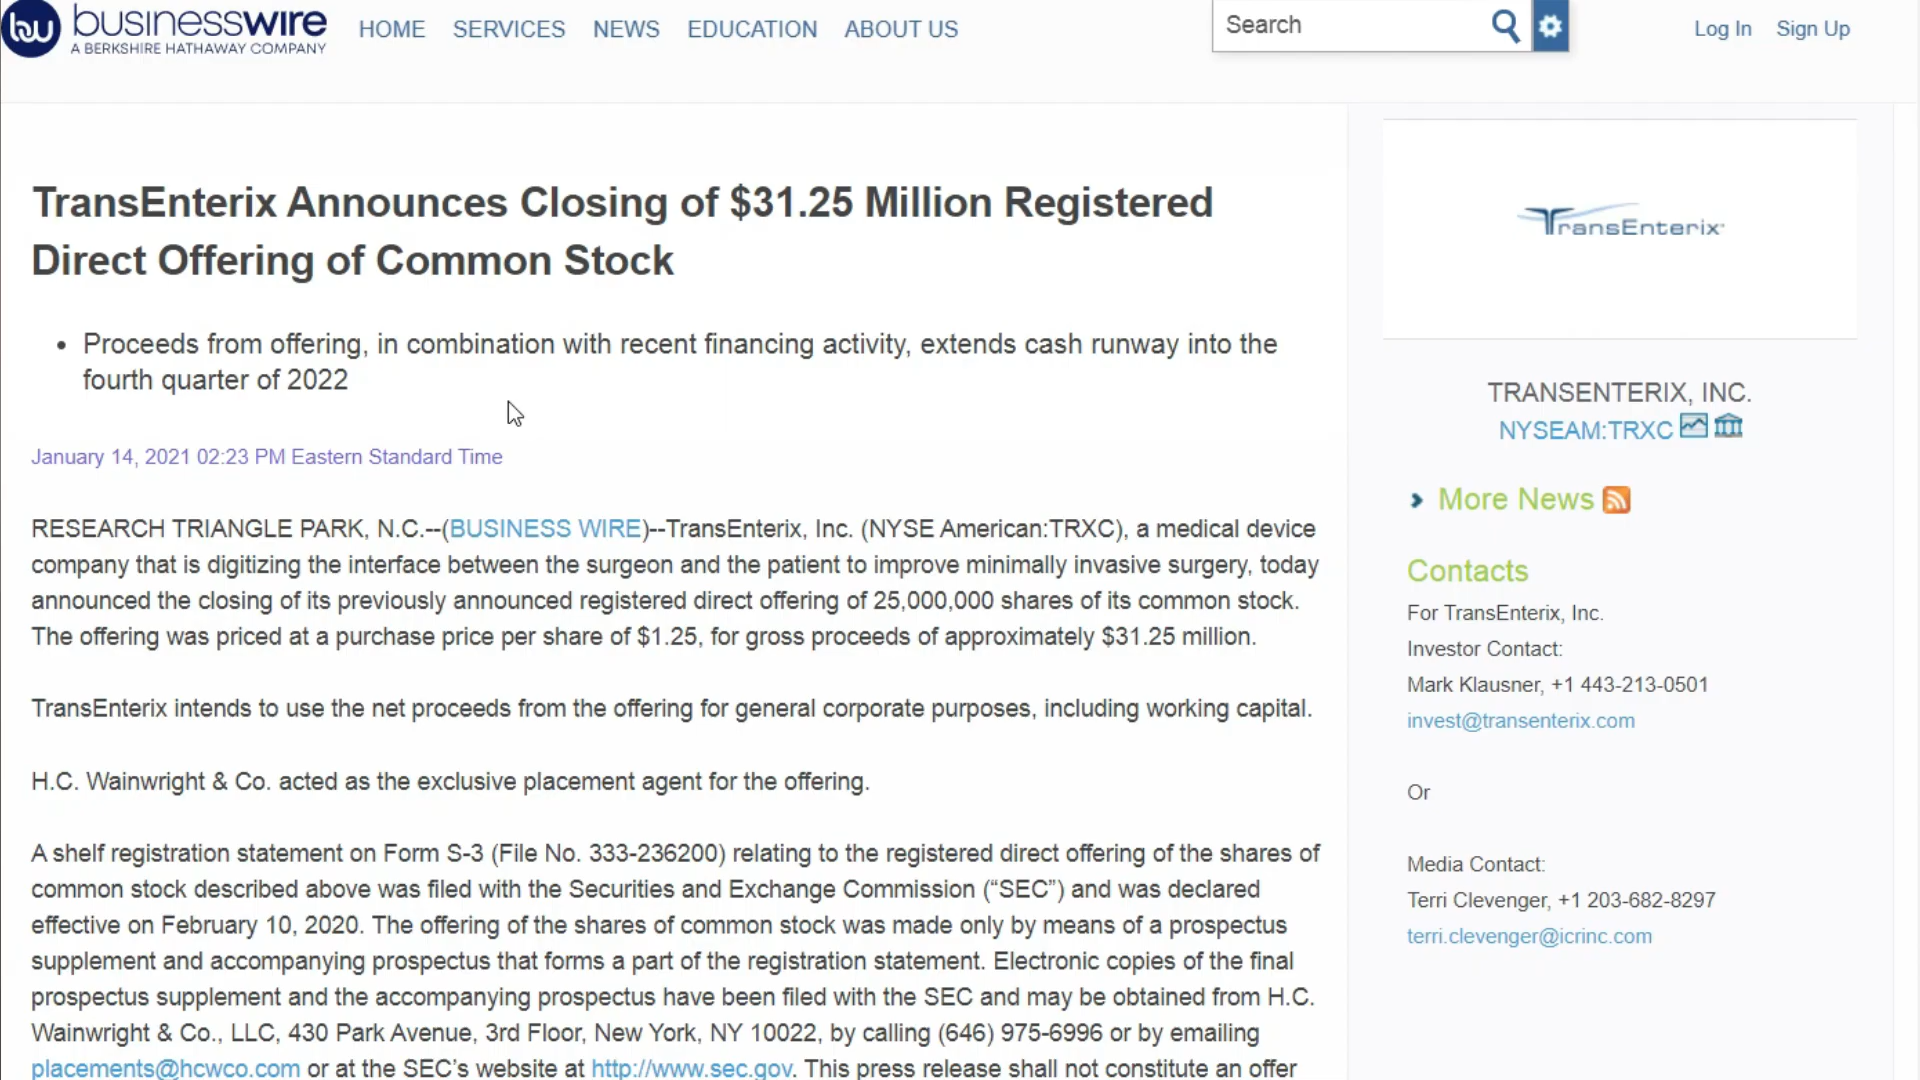 businesswire
A BERKSHIRE HATHAWAY COMPANY
HOME SERVICES NEWS EDUCATION ABOUT US
Search
Log In Sign Up
TransEnterix Announces Closing of $31.25 Million Registered
Direct Offering of Common Stock
• Proceeds from offering, in combination with recent financing activity, extends cash runway into the
fourth quarter of 2022
January 14, 2021 02:23 PM Eastern Standard Time
RESEARCH TRIANGLE PARK, N.C.--(BUSINESS WIRE)--TransEnterix, Inc. (NYSE American:TRXC), a medical device
company that is digitizing the interface between the surgeon and the patient to improve minimally invasive surgery, today
announced the closing of its previously announced registered direct offering of 25,000,000 shares of its common stock.
The offering was priced at a purchase price per share of $1.25, for gross proceeds of approximately $31.25 million.
TransEnterix intends to use the net proceeds from the offering for general corporate purposes, including working capital.
H.C. Wainwright & Co. acted as the exclusive placement agent for the offering.
A shelf registration statement on Form S-3 (File No. 333-236200) relating to the registered direct offering of the shares of
common stock described above was filed with the Securities and Exchange Commission (“SEC”) and was declared
effective on February 10, 2020. The offering of the shares of common stock was made only by means of a prospectus
supplement and accompanying prospectus that forms a part of the registration statement. Electronic copies of the final
prospectus supplement and the accompanying prospectus have been filed with the SEC and may be obtained from H.C.
Wainwright & Co., LLC, 430 Park Avenue, 3rd Floor, New York, NY 10022, by calling (646) 975-6996 or by emailing
placements@hcwco.com or at the SEC’s website at http://www.sec.gov. This press release shall not constitute an offer
TransEnterix
TRANSENTERIX, INC.
NYSEAM:TRXC
More News
Contacts
For TransEnterix, Inc.
Investor Contact:
Mark Klausner, +1 443-213-0501
invest@transenterix.com
Or
Media Contact:
Terri Clevenger, +1 203-682-8297
terri.clevenger@icrinc.com